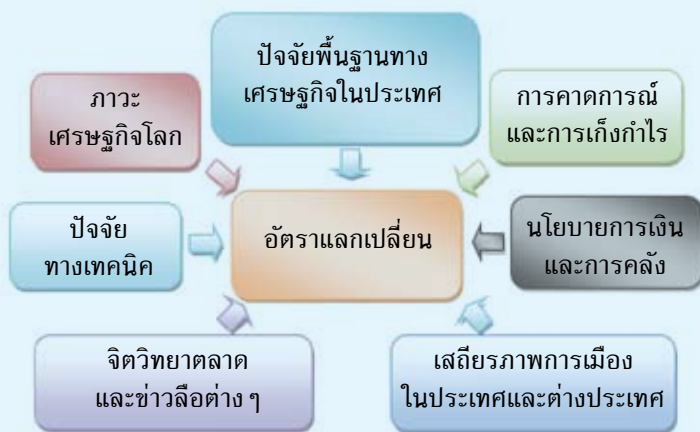 ปัจจัยพื้นฐานทาง
เศรษฐกิจในประเทศ
ภาวะ
เศรษฐกิจโลก
การคาดการณ์
และการเก็งกำไร
ปัจจัย
ทางเทคนิค
อัตราแลกเปลี่ยน
นโยบายการเงิน
และการคลัง
จิตวิทยาตลาด
และข่าวลือต่าง ๆ
เสถียรภาพการเมือง
ในประเทศและต่างประเทศ